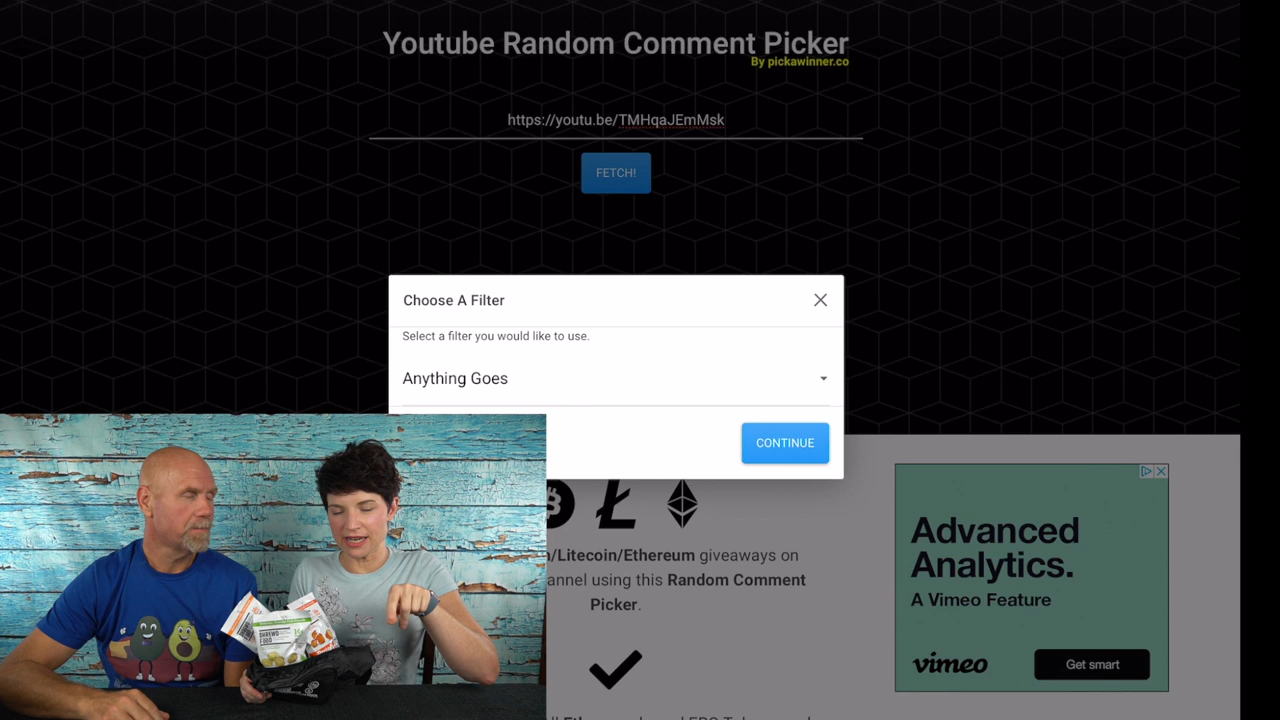 Youtube Random Comment Picker
By pickawinner.co
https://youtu.be/TMHqaJEmMsk
FETCH!
Choose A Filter
Select a filter you would like to use.
Anything Goes
CONTINUE
n/Litecoin/Ethereum giveaways on
annel using this Random Comment
Picker.
Advanced
Analytics.
A Vimeo Feature
vimeo
Get smart
SHREWD
FOOD